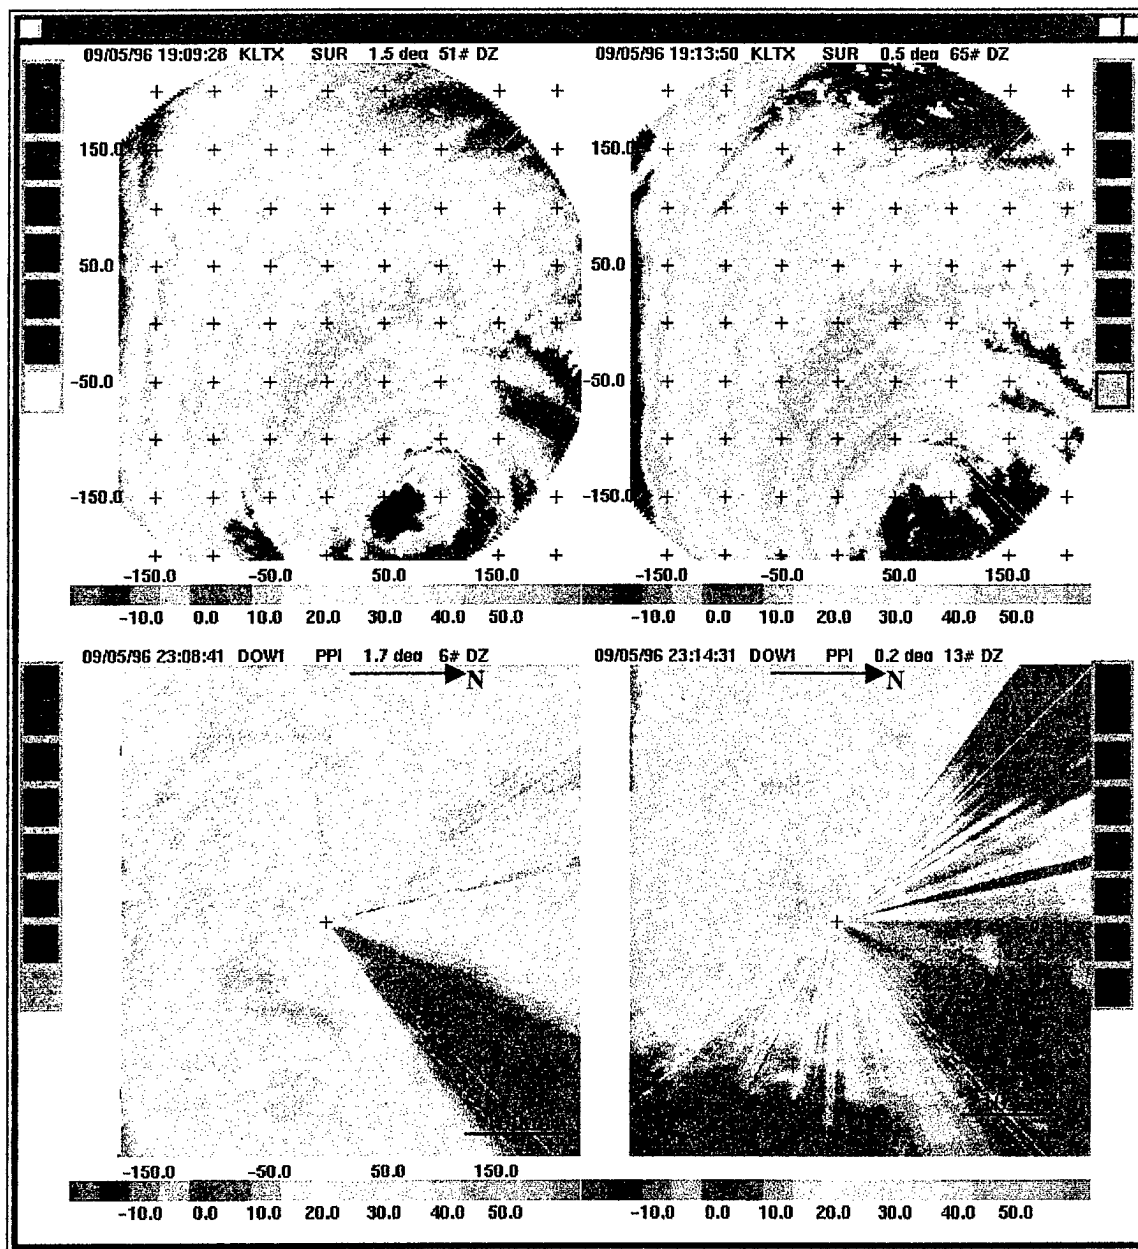 09/05/96 19:09:28 KLTX SUR 1.5 deg 51# DZ
09/05/96 19:13:50 KLTX SUR 0.5 deg 65# DZ
150.0 150.0
50.0 50.0
-50.0 -50.0
-150.0 -150.0
-150.0 -50.0 50.0 150.0 -150.0 -50.0 50.0 150.0
-10.0 0.0 10.0 20.0 30.0 40.0 50.0 -10.0 0.0 10.0 20.0 30.0 40.0 50.0
09/05/96 23:08:41 DOW1 PPI 1.7 deg 6# DZ
09/05/96 23:14:31 DOW1 PPI 0.2 deg 13# DZ
N N
-150.0 -50.0 50.0 150.0
-10.0 0.0 10.0 20.0 30.0 40.0 50.0 -10.0 0.0 10.0 20.0 30.0 40.0 50.0